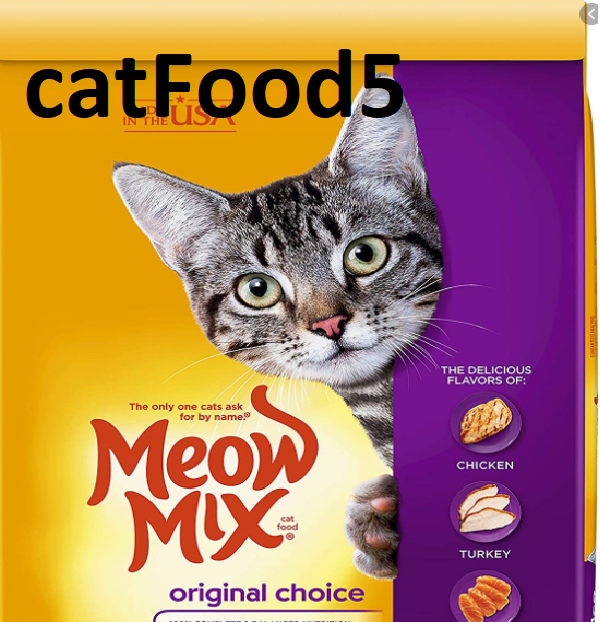 catFood5
IN THE USA
THE DELICIOUS
FLAVORS OF:
The only one cats ask
for by name.®
Meow
Mix
cat
food
®
CHICKEN
TURKEY
original choice